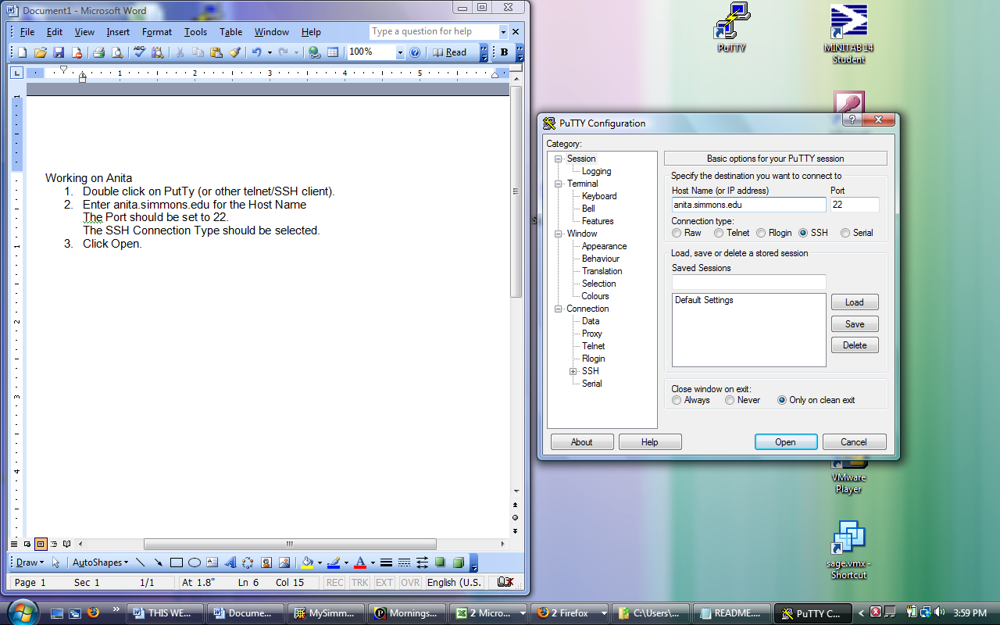 Document1 - Microsoft Word
File Edit View Insert Format Tools Table Window Help
Type a question for help
100%
Read
B
1 2 3 4 5
Working on Anita
1. Double click on PutTy (or other telnet/SSH client).
2. Enter anita.simmons.edu for the Host Name
The Port should be set to 22.
The SSH Connection Type should be selected.
3. Click Open.
Draw AutoShapes
Page 1 Sec 1 1/1 At 1.8" Ln 6 Col 15 REC TRK EXT OVR English (U.S.
PuTTY
MINITAB 14
Student
PuTTY Configuration
Category:
Session
Logging
Terminal
Keyboard
Bell
Features
Window
Appearance
Behaviour
Translation
Selection
Colours
Connection
Data
Proxy
Telnet
Rlogin
SSH
Serial
Basic options for your PuTTY session
Specify the destination you want to connect to
Host Name (or IP address) Port
anita.simmons.edu 22
Connection type:
Raw Telnet Rlogin SSH Serial
Load, save or delete a stored session
Saved Sessions
Default Settings
Load
Save
Delete
Close window on exit:
Always Never Only on clean exit
About Help Open Cancel
VMware
Player
sage.vmx -
Shortcut
THIS WE... Docume... MySimm... Mornings... 2 Micro... 2 Firefox C:\Users\... README.... PuTTY C... 3:59 PM